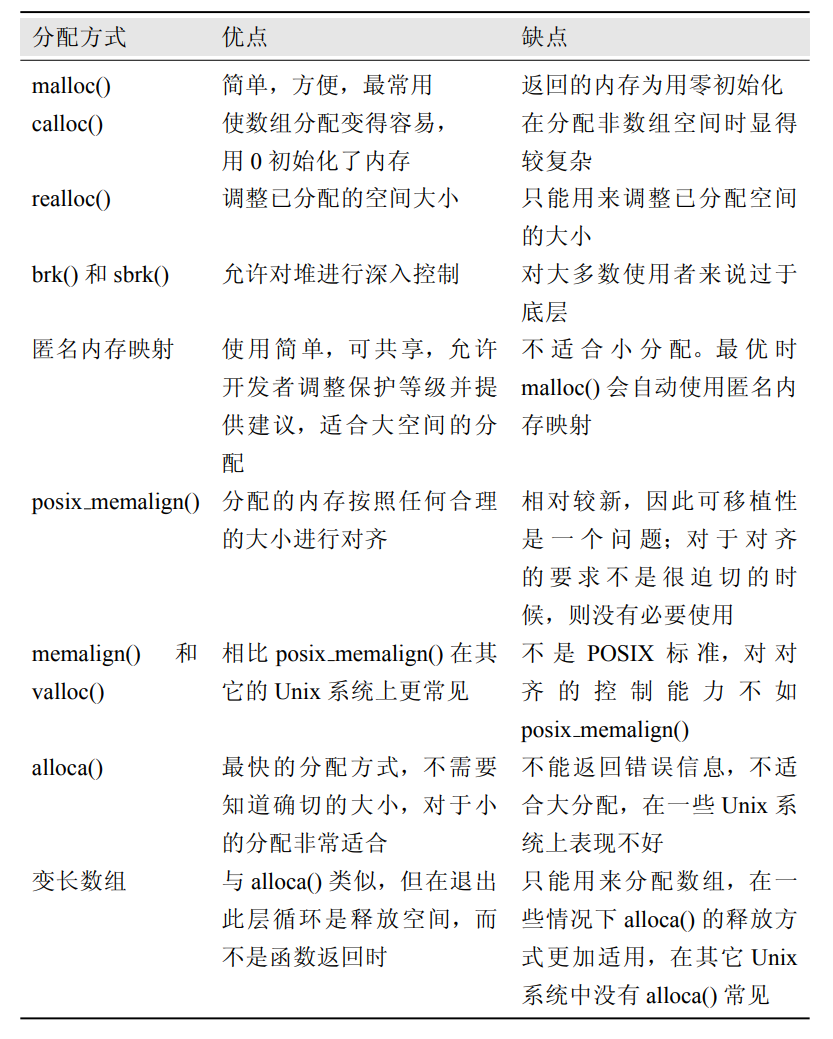 分配方式 优点 缺点
malloc() 简单，方便，最常用 返回的内存为用零初始化
calloc() 使数组分配变得容易， 在分配非数组空间时显得
用 0 初始化了内存 较复杂
realloc() 调整已分配的空间大小 只能用来调整已分配空间
的大小
brk() 和 sbrk() 允许对堆进行深入控制 对大多数使用者来说过于
底层
匿名内存映射 使用简单，可共享，允许 不适合小分配。最优时
开发者调整保护等级并提 malloc() 会自动使用匿名内
供建议，适合大空间的分 存映射
配
posix_memalign() 分配的内存按照任何合理 相对较新，因此可移植性
的大小进行对齐 是一个问题；对于对齐
的要求不是很迫切的时
候，则没有必要使用
memalign() 和 相比 posix_memalign() 在其 不是 POSIX 标准，对对
valloc() 它的 Unix 系统上更常见 齐的控制能力不如
posix_memalign()
alloca() 最快的分配方式，不需要 不能返回错误信息，不适
知道确切的大小，对于小 合大分配，在一些 Unix 系
的分配非常适合 统上表现不好
变长数组 与 alloca() 类似，但在退出 只能用来分配数组，在一
此层循环是释放空间，而 些情况下 alloca() 的释放方
不是函数返回时 式更加适用，在其它 Unix
系统中没有 alloca() 常见